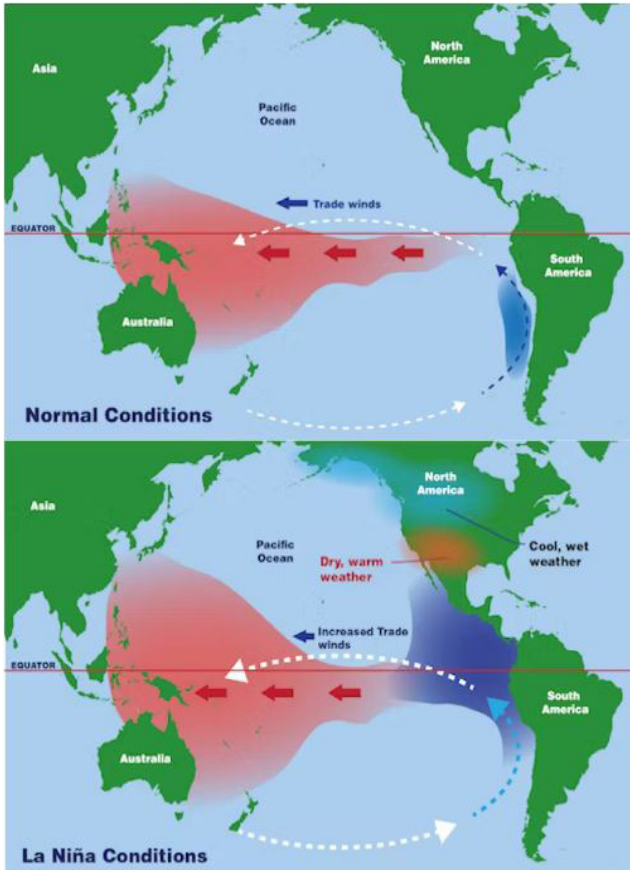 North
America
Asia
Pacific
Ocean
Trade winds
EQUATOR
South
America
Australia
Normal Conditions
North
America
Asia
Cool, wet
weather
Pacific
Ocean
Dry, warm
weather
Increased Trade
winds
EQUATOR
South
America
Australia
La Niña Conditions